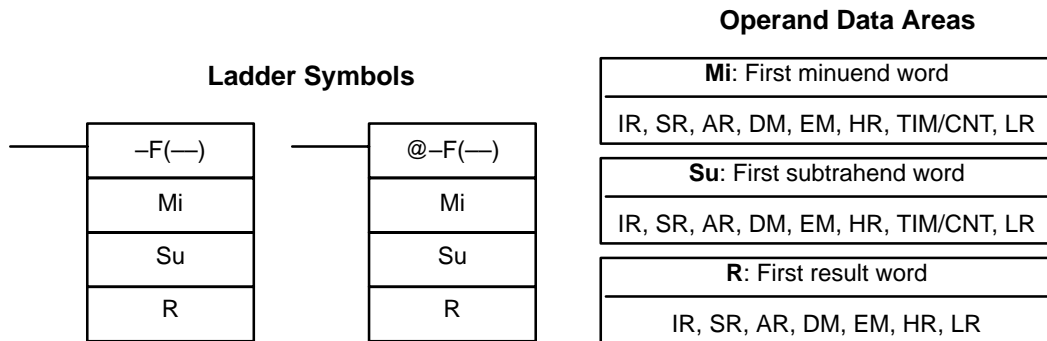 Ladder Symbols
–F(––)
Mi
Su
R
@–F(––)
Mi
Su
R
Operand Data Areas
Mi: First minuend word
IR, SR, AR, DM, EM, HR, TIM/CNT, LR
Su: First subtrahend word
IR, SR, AR, DM, EM, HR, TIM/CNT, LR
R: First result word
IR, SR, AR, DM, EM, HR, LR